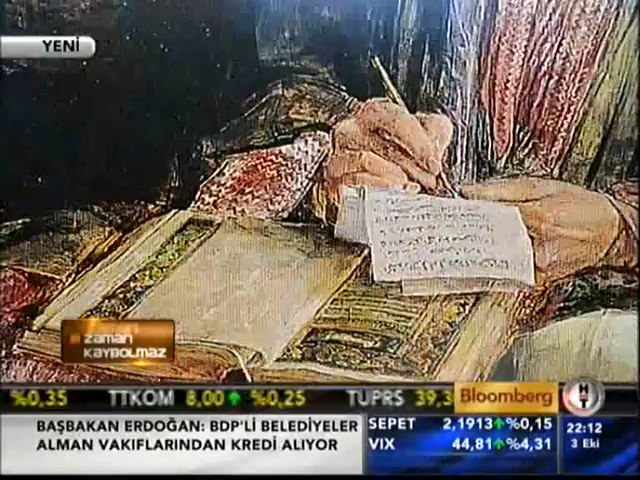 YENİ
ZAMAN
KAYBOLMAZ
%0,35 TTKOM 8,00 %0,25 TUPRS 39,3
Bloomberg
HT
BAŞBAKAN ERDOĞAN: BDP'Lİ BELEDİYELER
ALMAN VAKIFLARINDAN KREDİ ALIYOR
SEPET 2,1913 %0,15
VIX 44,81 %4,31
22:12
3 Eki